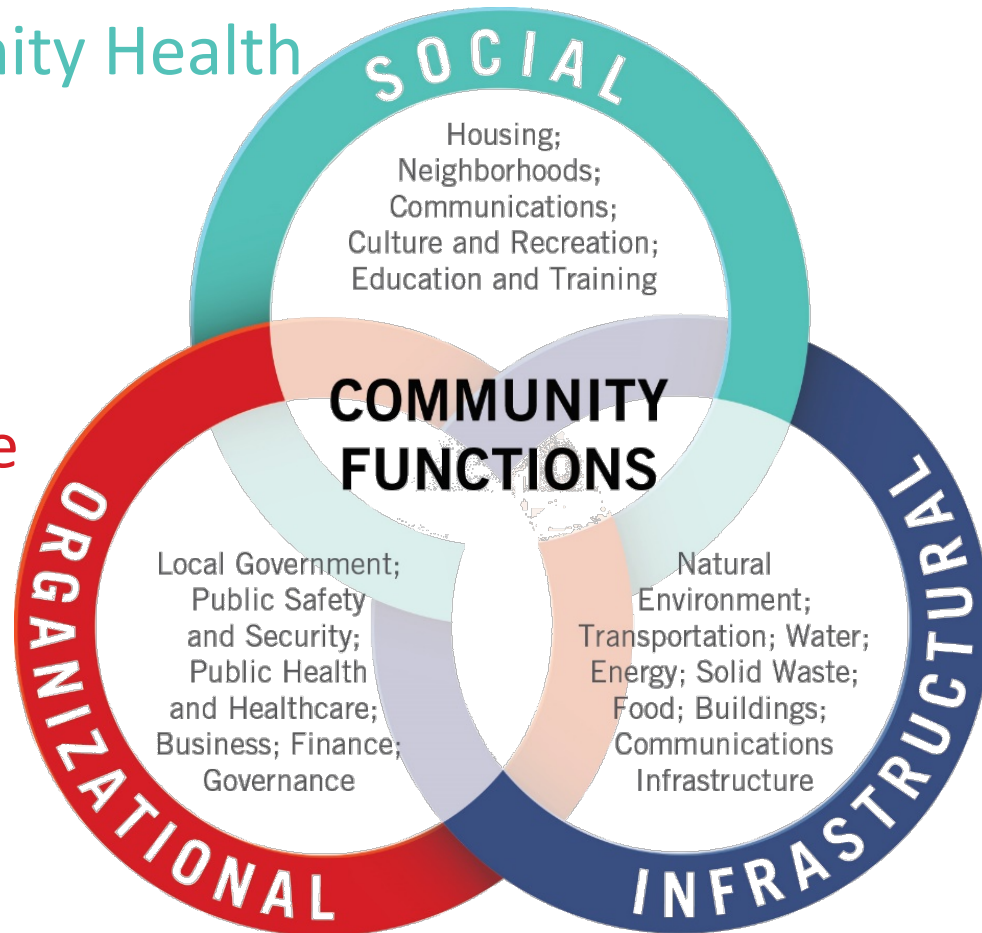 nity Health
SOCIAL
Housing;
Neighborhoods;
Communications;
Culture and Recreation;
Education and Training
COMMUNITY
FUNCTIONS
e
ORGANIZATIONAL
Local Government;
Public Safety
and Security;
Public Health
and Healthcare;
Business; Finance;
Governance
INFRASTRUCTURAL
Natural
Environment;
Transportation; Water;
Energy; Solid Waste;
Food; Buildings;
Communications
Infrastructure